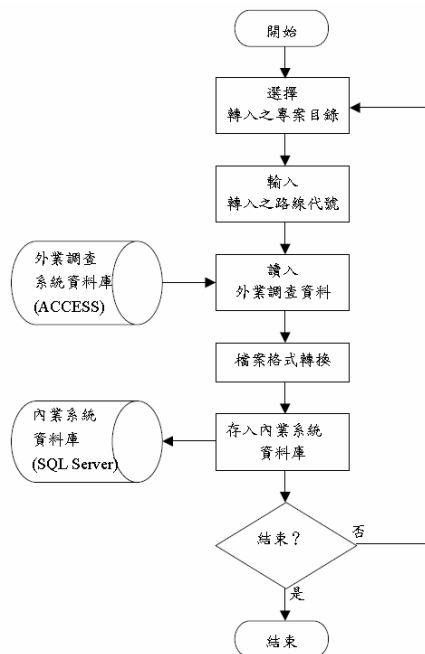 開始
選擇
轉入之專案目錄
輸入
轉入之路線代號
外業調查
系統資料庫
(ACCESS)
讀入
外業調查資料
檔案格式轉換
內業系統
資料庫
(SQL Server)
存入內業系統
資料庫
結束？
否
是
結束